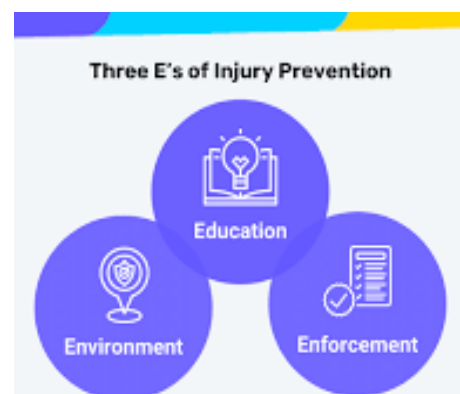 Three E's of Injury Prevention
Education
Environment
Enforcement